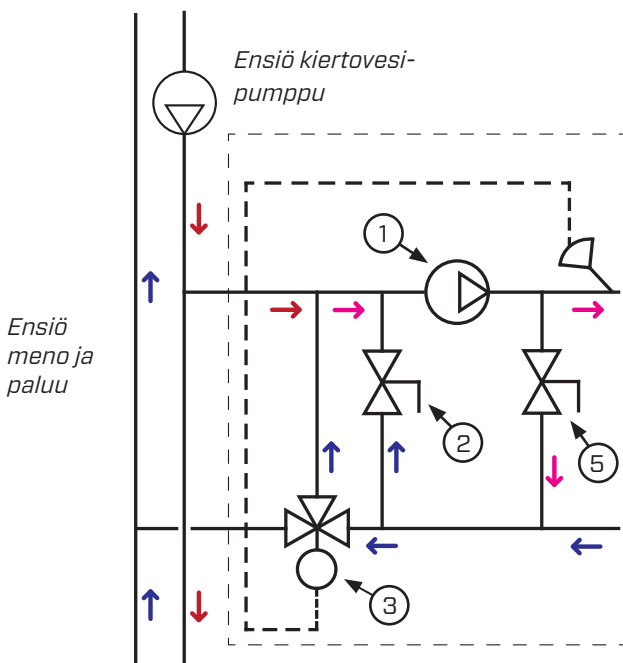 Ensiö kiertovesi-
pumppu
1
Ensiö
meno ja
paluu
2
5
3